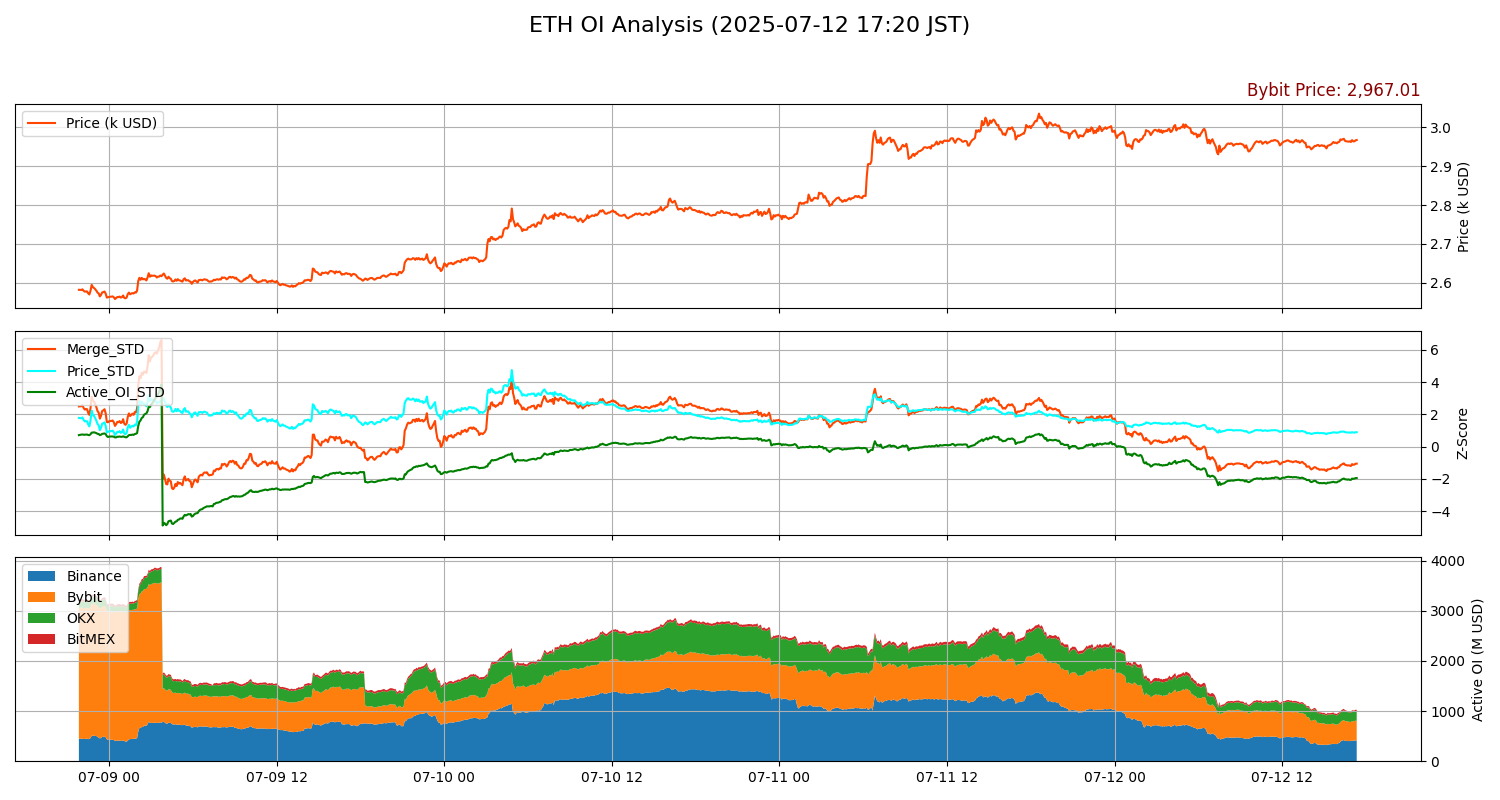 ETH OI Analysis (2025-07-12 17:20 JST)
Bybit Price: 2,967.01
Price (k USD)
3.0
2.9
2.8
2.7
2.6
Price (k USD)
Merge_STD
Price_STD
Active_OI_STD
6
4
2
0
−2
−4
Z-Score
Binance
Bybit
OKX
BitMEX
4000
3000
2000
1000
0
Active OI (M USD)
07-09 00 07-09 12 07-10 00 07-10 12 07-11 00 07-11 12 07-12 00 07-12 12